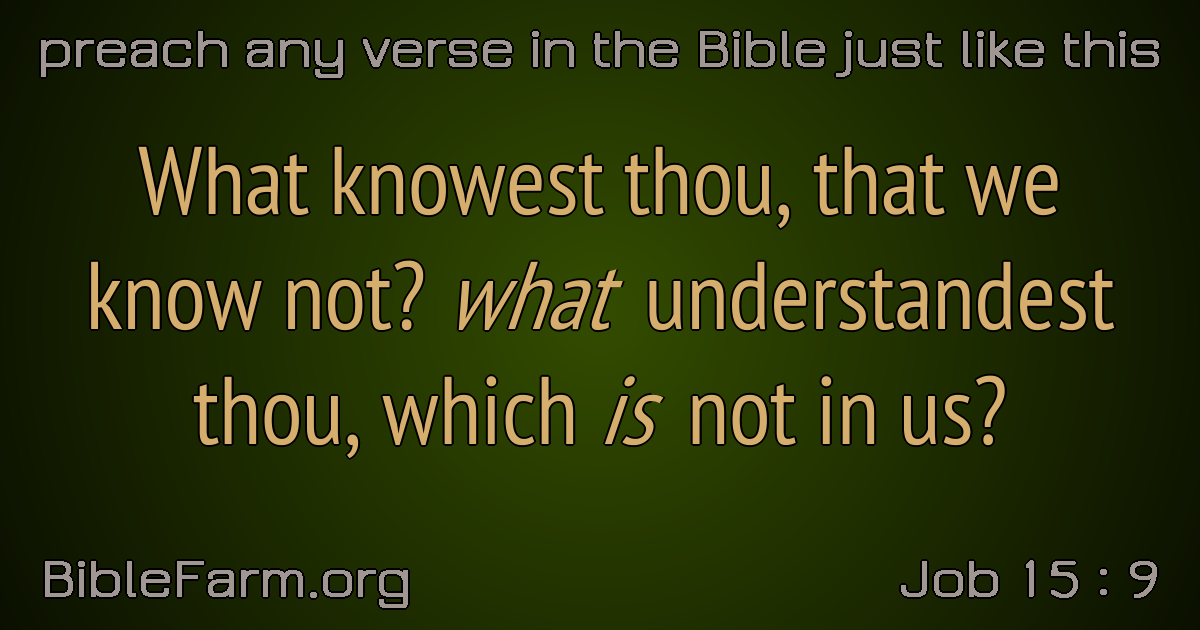 preach any verse in the Bible just like this
What knowest thou, that we
know not? what understandest
thou, which is not in us?
BibleFarm.org
Job 15 : 9